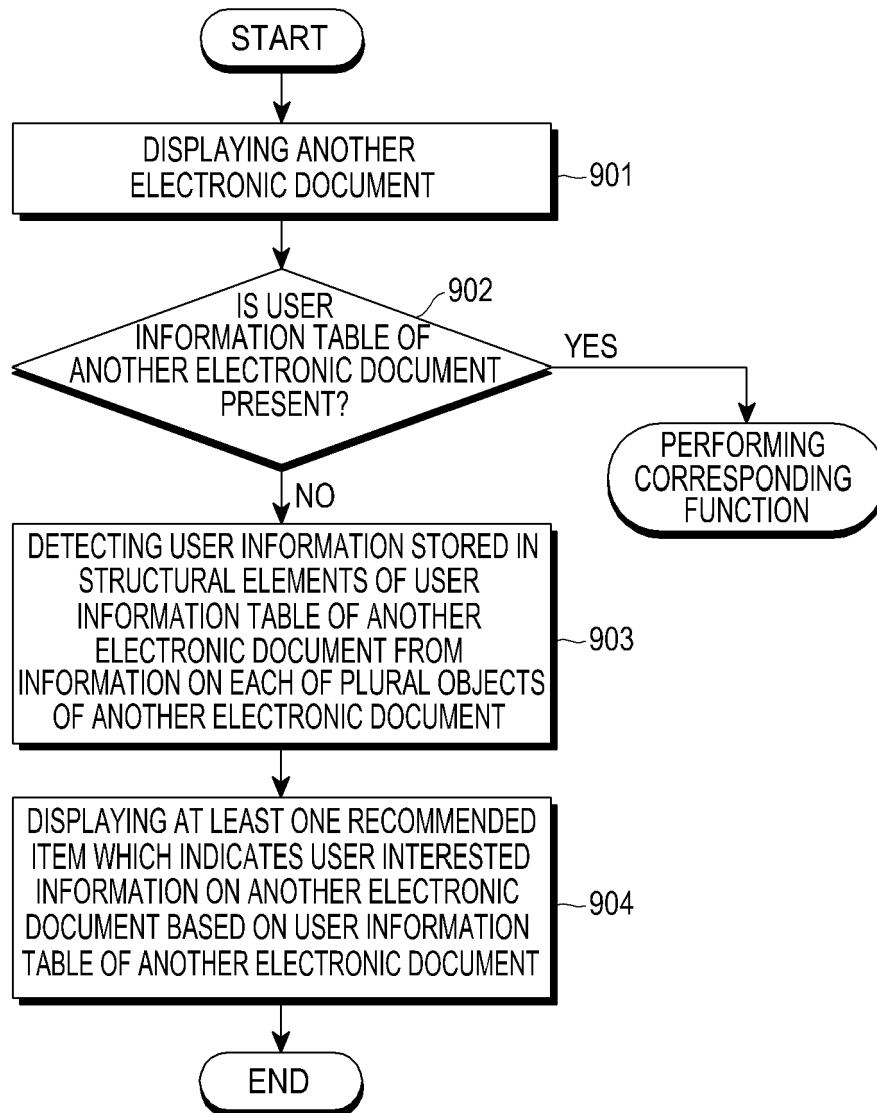 START
DISPLAYING ANOTHER
ELECTRONIC DOCUMENT
901
902
IS USER
INFORMATION TABLE OF
ANOTHER ELECTRONIC DOCUMENT
PRESENT?
YES
PERFORMING
CORRESPONDING
FUNCTION
NO
DETECTING USER INFORMATION STORED IN
STRUCTURAL ELEMENTS OF USER
INFORMATION TABLE OF ANOTHER
ELECTRONIC DOCUMENT FROM
INFORMATION ON EACH OF PLURAL OBJECTS
OF ANOTHER ELECTRONIC DOCUMENT
903
DISPLAYING AT LEAST ONE RECOMMENDED
ITEM WHICH INDICATES USER INTERESTED
INFORMATION ON ANOTHER ELECTRONIC
DOCUMENT BASED ON USER INFORMATION
TABLE OF ANOTHER ELECTRONIC DOCUMENT
904
END